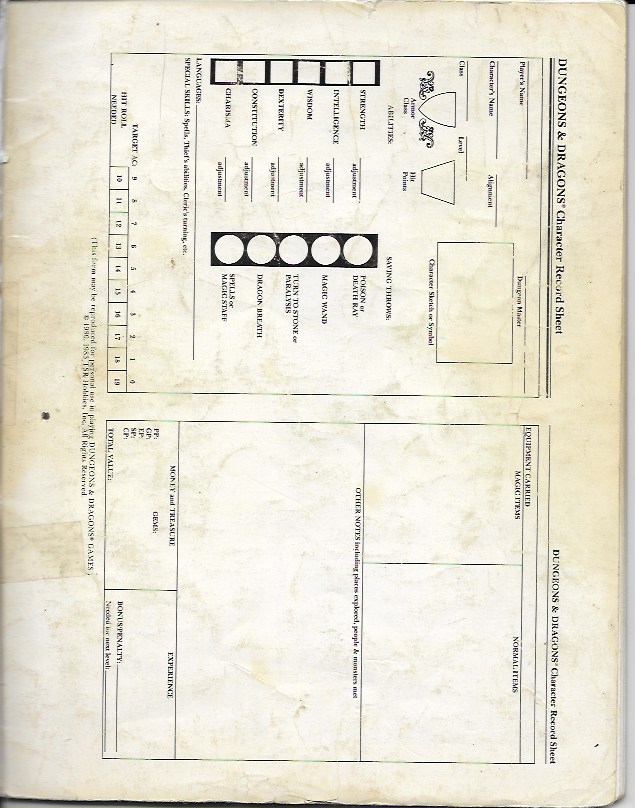 DUNGEONS & DRAGONS® Character Record Sheet
Player's Name
Dungeon Master
Character's Name
Alignment
Class
Level
Armor
Class
Hit
Points
Character Sketch or Symbol
ABILITIES:
SAVING THROWS:
STRENGTH
adjustment
POISON or
DEATH RAY
INTELLIGENCE
adjustment
MAGIC WAND
WISDOM
adjustment
TURN TO STONE or
PARALYSIS
DEXTERITY
adjustment
DRAGON BREATH
CONSTITUTION
adjustment
SPELLS or
MAGIC STAFF
CHARISMA
adjustment
LANGUAGES:
SPECIAL SKILLS: Spells, Thief's abilities, Cleric's turning, etc.
TARGET AC: 9 8 7 6 5 4 3 2 1 0
HIT ROLL
NEEDED 10 11 12 13 14 15 16 17 18 19
DUNGEONS & DRAGONS® Character Record Sheet
EQUIPMENT CARRIED
MAGIC ITEMS
NORMAL ITEMS
OTHER NOTES including places explored, people & monsters met
MONEY and TREASURE
EXPERIENCE
PP:
GP:
EP:
SP:
CP:
GEMS:
TOTAL VALUE:
BONUS/PENALTY:
Needed for next level:
(This form may be reproduced for personal use in playing DUNGEONS & DRAGONS® GAMES)
© 1980, 1983 TSR Hobbies, Inc. All Rights Reserved